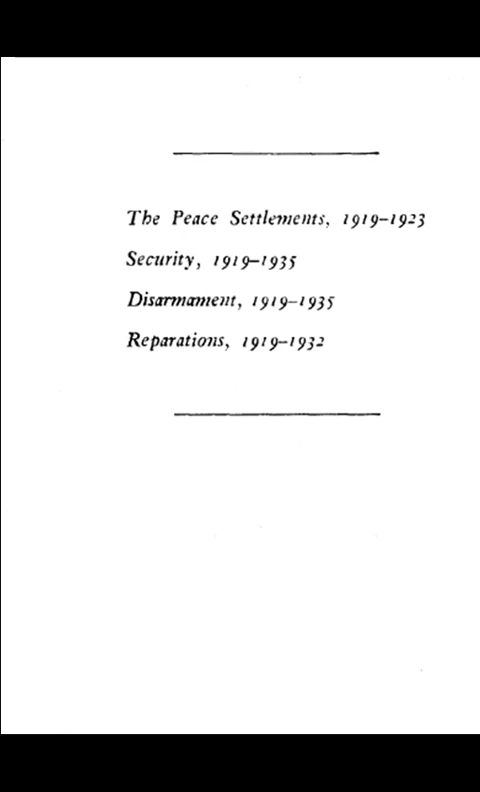 The Peace Settlements, 1919–1923
Security, 1919–1935
Disarmament, 1919–1935
Reparations, 1919–1932